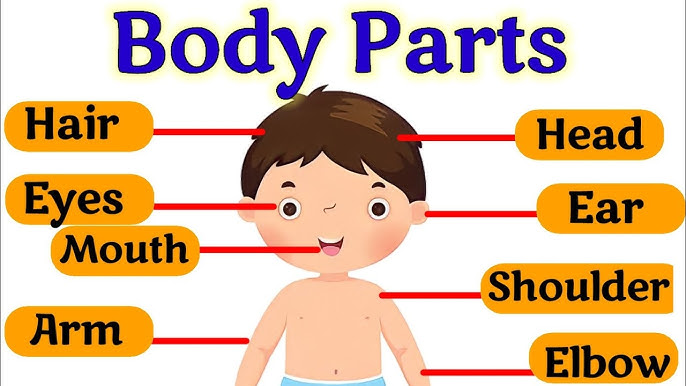 Body Parts
Hair
Head
Eyes
Ear
Mouth
Shoulder
Arm
Elbow